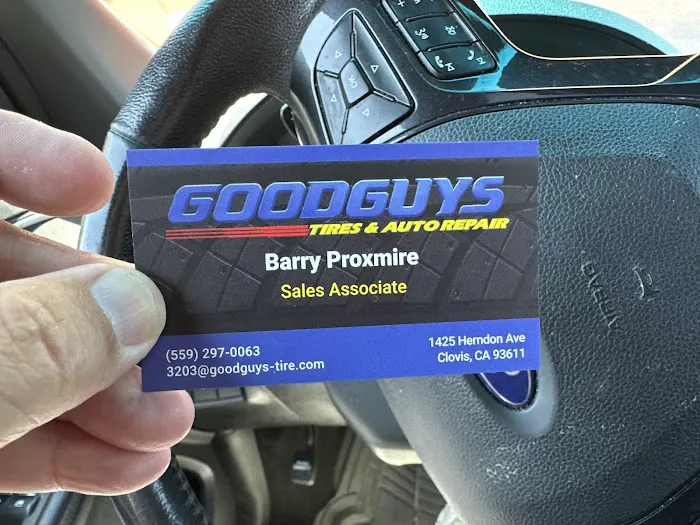 GOODGUYS
TIRES & AUTO REPAIR
Barry Proxmire
Sales Associate
(559) 297-0063
3203@goodguys-tire.com
1425 Herndon Ave
Clovis, CA 93611
AIRBAG